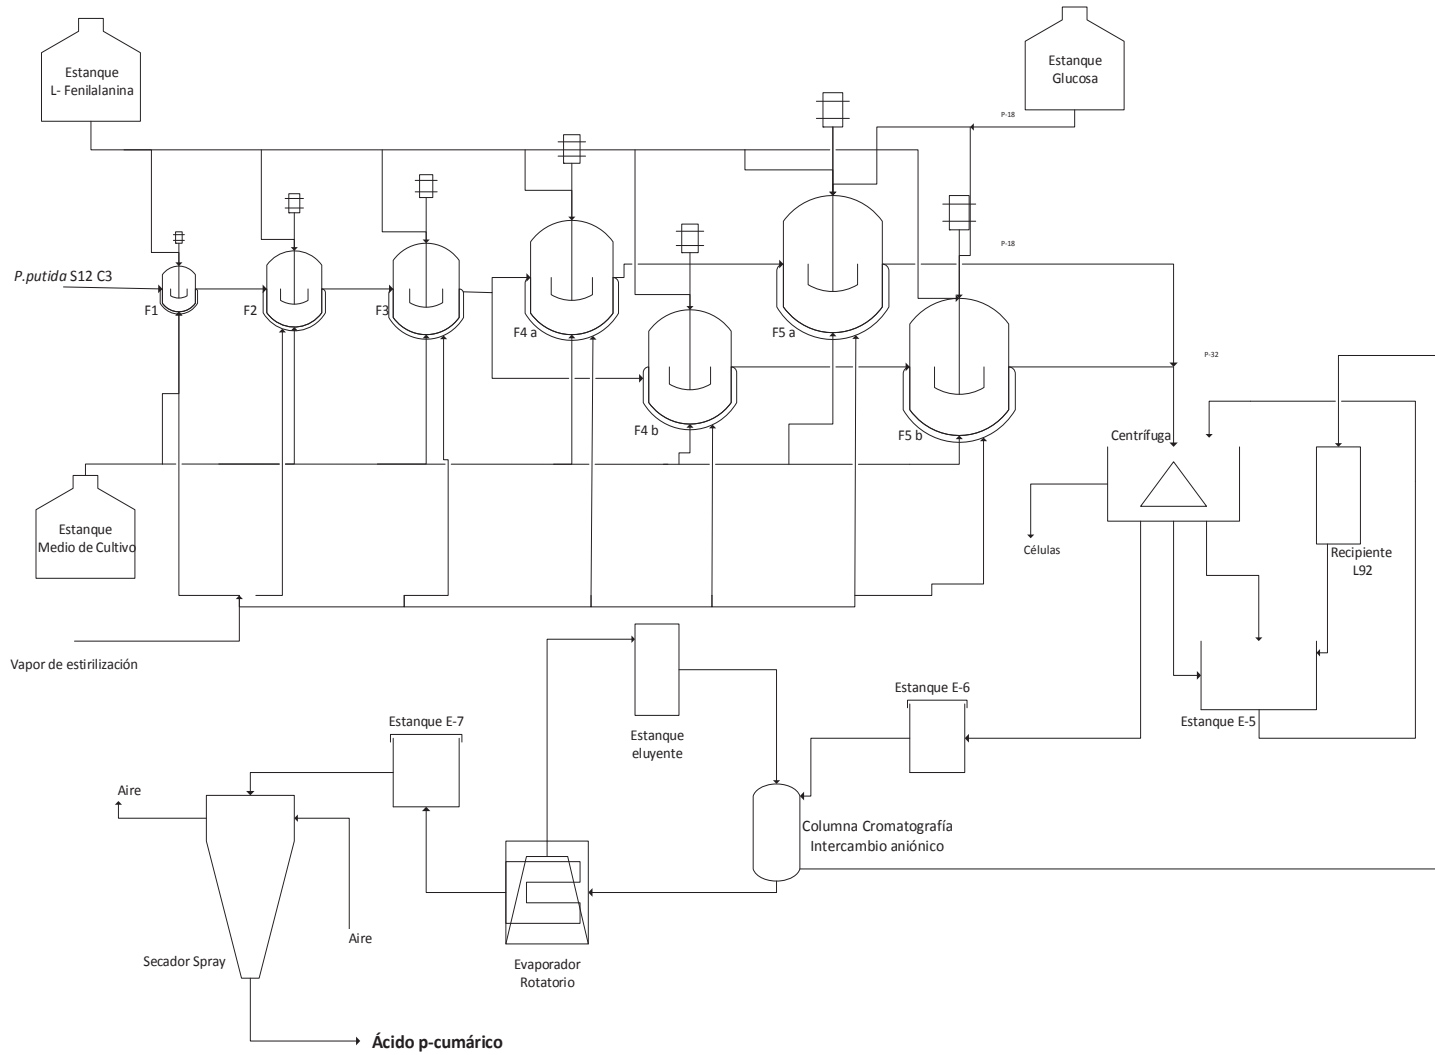 Estanque
L- Fenilalanina
Estanque
Glucosa
P-18
P-18
P.putida S12 C3
F1
F2
F3
F4 a
F5 a
P-32
F4 b
F5 b
Centrífuga
Estanque
Medio de Cultivo
Células
Recipiente
L92
Vapor de estirilización
Estanque E-6
Estanque E-7
Estanque
eluyente
Estanque E-5
Aire
Columna Cromatografía
Intercambio aniónico
Aire
Secador Spray
Evaporador
Rotatorio
Ácido p-cumárico